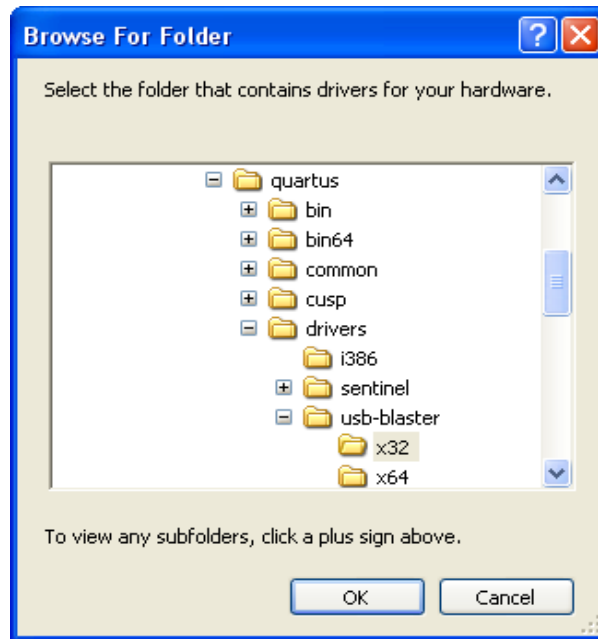 Browse For Folder
Select the folder that contains drivers for your hardware.
quartus
bin
bin64
common
cusp
drivers
i386
sentinel
usb-blaster
x32
x64
To view any subfolders, click a plus sign above.
OK Cancel